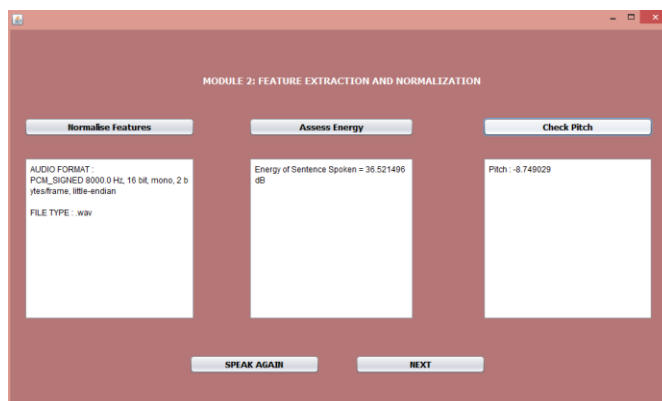 MODULE 2: FEATURE EXTRACTION AND NORMALIZATION
Normalise Features
Assess Energy
Check Pitch
AUDIO FORMAT :
PCM_SIGNED 8000.0 Hz, 16 bit, mono, 2 b
ytes/frame, little-endian
FILE TYPE : .wav
Energy of Sentence Spoken = 36.521496
dB
Pitch : -8.749029
SPEAK AGAIN
NEXT